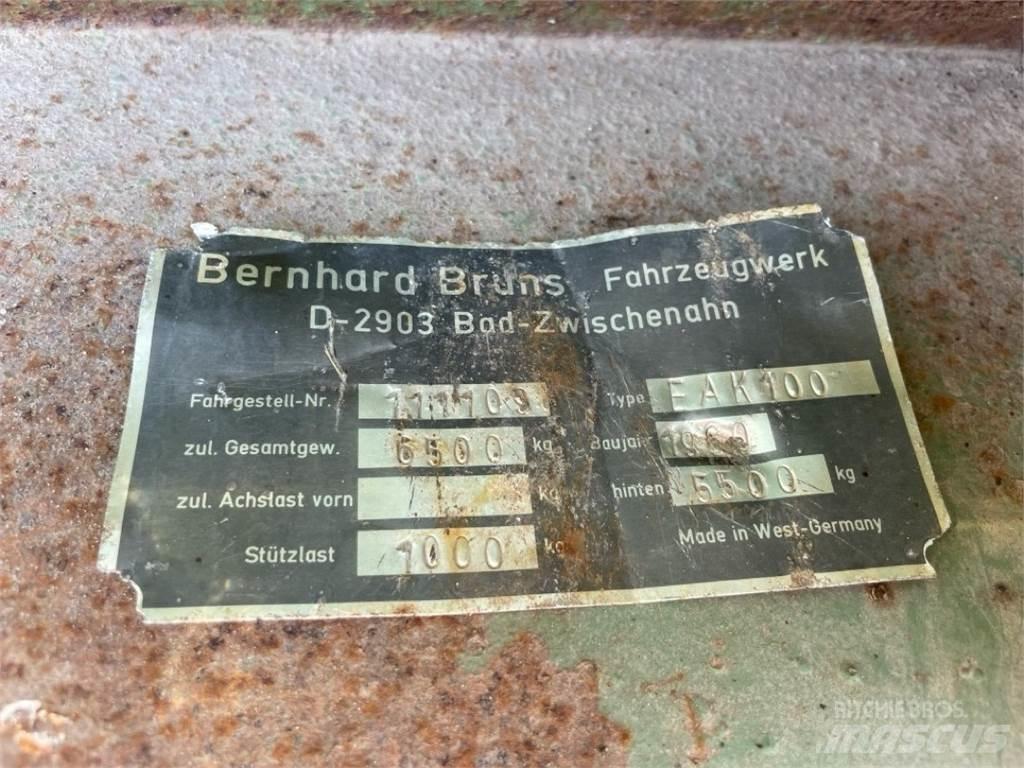 Bernhard Bruns Fahrzeugwerk
D-2903 Bad-Zwischenahn
Fahrgestell-Nr. Type EAK100
zul. Gesamtgew. 6500 kg Baujahr
zul. Achslast vorn kg hinten 5500 kg
Stützlast 1000 kg Made in West-Germany
RITCHIE BROS.
MASCUS